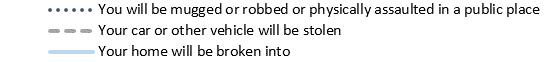 You will be mugged or robbed or physically assaulted in a public place
Your car or other vehicle will be stolen
Your home will be broken into